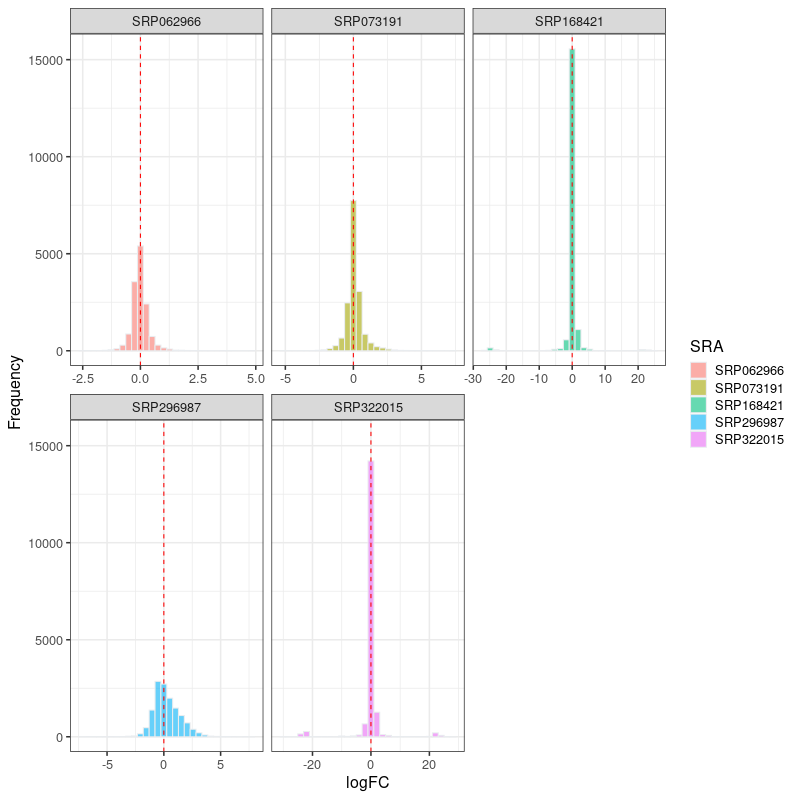 SRP062966 SRP073191 SRP168421
15000
10000
5000
0
-2.5 0.0 2.5 5.0 -5 0 5 -30 -20 -10 0 10 20
SRP296987 SRP322015
15000
10000
5000
0
-5 0 5 -20 0 20
logFC
Frequency
SRA
SRP062966
SRP073191
SRP168421
SRP296987
SRP322015